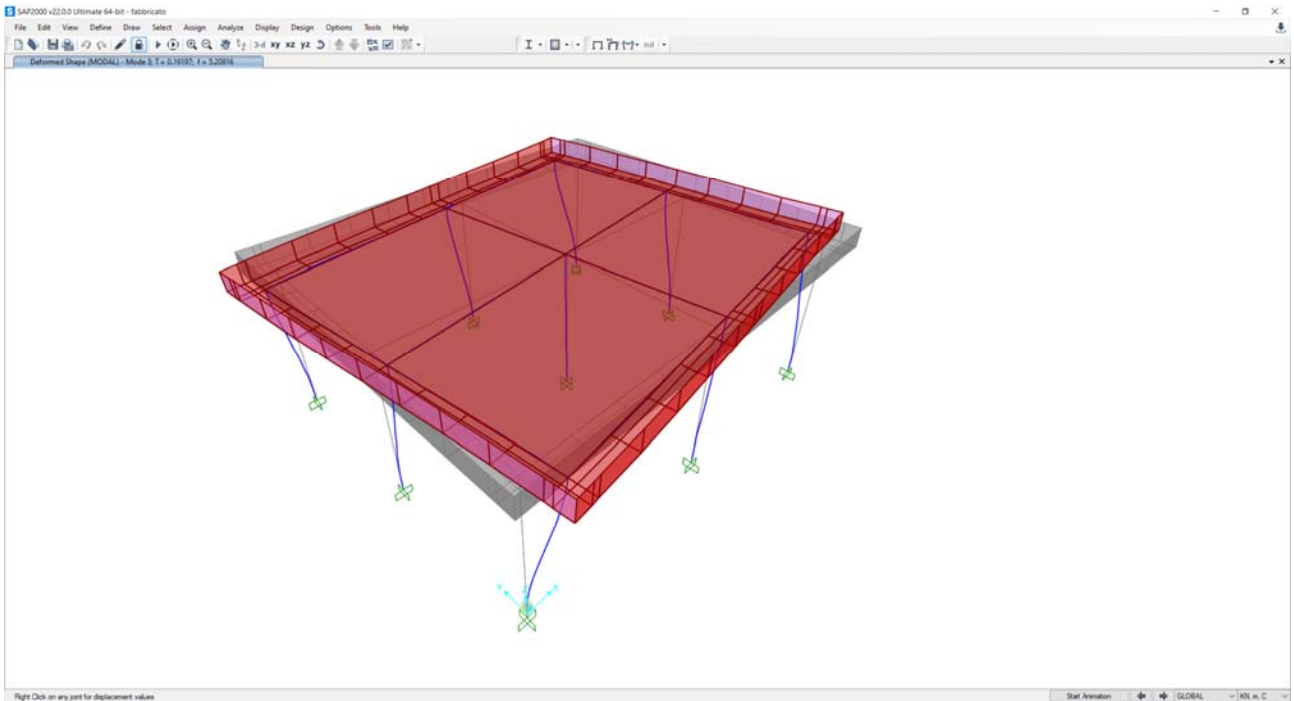 SAP2000 v22.0.0 Ultimate 64-bit - fabbricato
File Edit View Define Draw Select Assign Analyze Display Design Options Tools Help
3-d xy xz yz nd
Deformed Shape (MODAL) - Mode 3; T = 0.19197; f = 5.20916
Y Z X
Right Click on any joint for displacement values
Start Animation GLOBAL KN, m, C